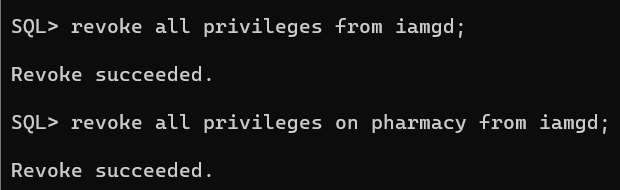 SQL> revoke all privileges from iamgd;
Revoke succeeded.
SQL> revoke all privileges on pharmacy from iamgd;
Revoke succeeded.